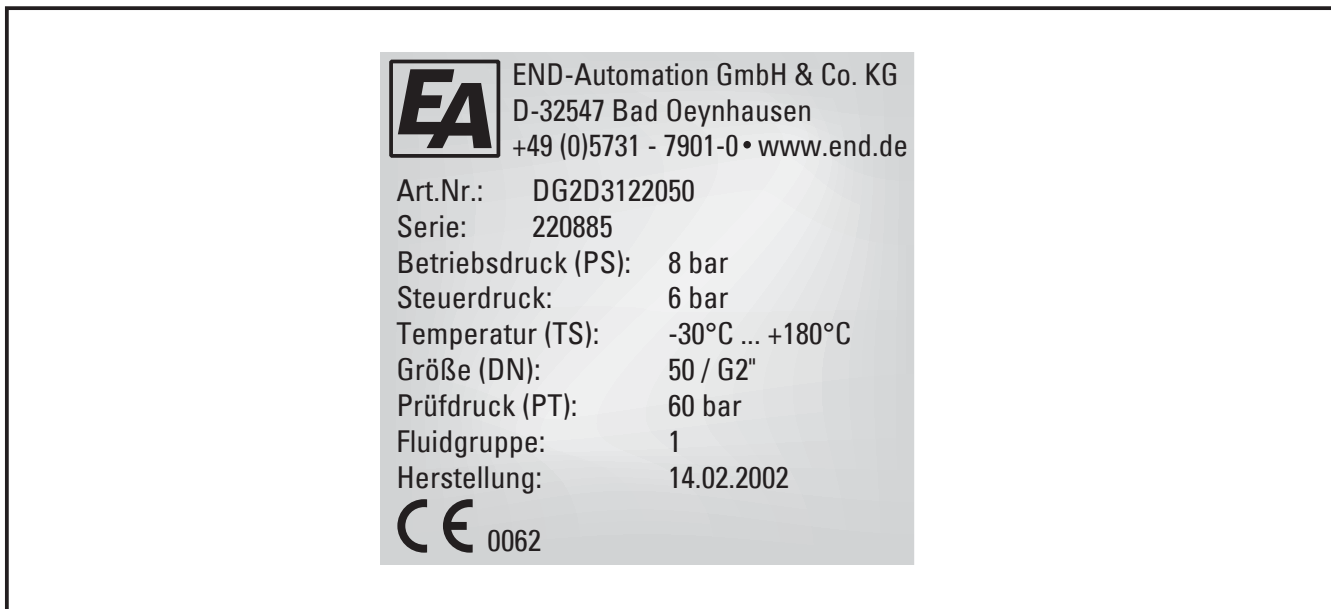 EA
END-Automation GmbH & Co. KG
D-32547 Bad Oeynhausen
+49 (0)5731 - 7901-0 • www.end.de
Art.Nr.: DG2D3122050
Serie: 220885
Betriebsdruck (PS): 8 bar
Steuerdruck: 6 bar
Temperatur (TS): -30°C ... +180°C
Größe (DN): 50 / G2"
Prüfdruck (PT): 60 bar
Fluidgruppe: 1
Herstellung: 14.02.2002
CE 0062